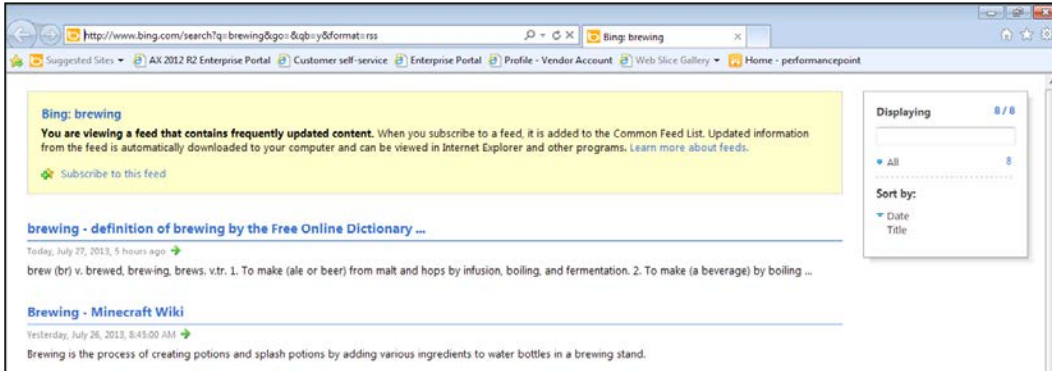 http://www.bing.com/search?q=brewing&go=&qb=y&format=rss
Bing: brewing
Suggested Sites
AX 2012 R2 Enterprise Portal
Customer self-service
Enterprise Portal
Profile - Vendor Account
Web Slice Gallery
Home - performancepoint
Bing: brewing
You are viewing a feed that contains frequently updated content. When you subscribe to a feed, it is added to the Common Feed List. Updated information
from the feed is automatically downloaded to your computer and can be viewed in Internet Explorer and other programs. Learn more about feeds.
Subscribe to this feed
Displaying 8 / 8
All 8
Sort by:
Date
Title
brewing - definition of brewing by the Free Online Dictionary ...
Today, July 27, 2013, 5 hours ago
brew (br) v. brewed, brew·ing, brews. v.tr. 1. To make (ale or beer) from malt and hops by infusion, boiling, and fermentation. 2. To make (a beverage) by boiling ...
Brewing - Minecraft Wiki
Yesterday, July 26, 2013, 8:45:00 AM
Brewing is the process of creating potions and splash potions by adding various ingredients to water bottles in a brewing stand.